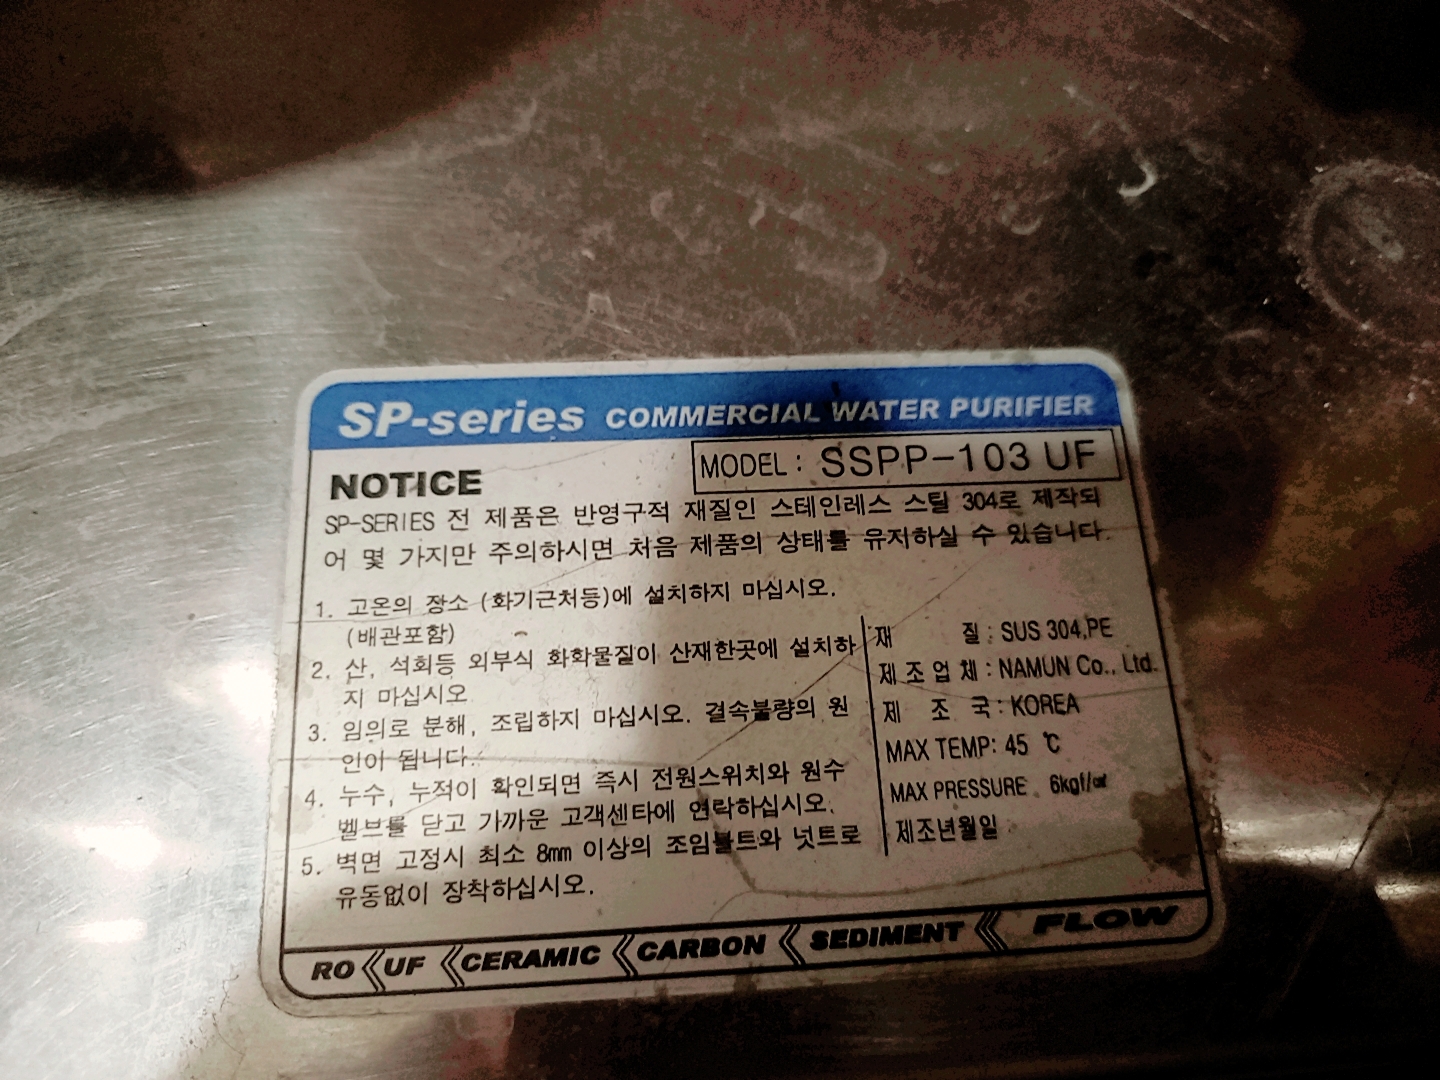 SP-series COMMERCIAL WATER PURIFIER
NOTICE
MODEL : SSPP-103 UF
SP-SERIES 전 제품은 반영구적 재질인 스테인레스 스틸 304로 제작되
어 몇 가지만 주의하시면 처음 제품의 상태를 유지하실 수 있습니다.
1. 고온의 장소 (화기근처등)에 설치하지 마십시오.
(배관포함)
2. 산, 석회등 외부식 화학물질이 산재한곳에 설치하
지 마십시오
3. 임의로 분해, 조립하지 마십시오. 결속불량의 원
인이 됩니다.
4. 누수, 누적이 확인되면 즉시 전원스위치와 원수
벨브를 닫고 가까운 고객센타에 연락하십시오.
5. 벽면 고정시 최소 8mm 이상의 조임볼트와 넛트로
유동없이 장착하십시오.
재 질 : SUS 304,PE
제조업체 : NAMUN Co., Ltd.
제 조 국 : KOREA
MAX TEMP: 45 ℃
MAX PRESSURE 6kgf/㎠
제조년월일
RO UF CERAMIC CARBON SEDIMENT FLOW